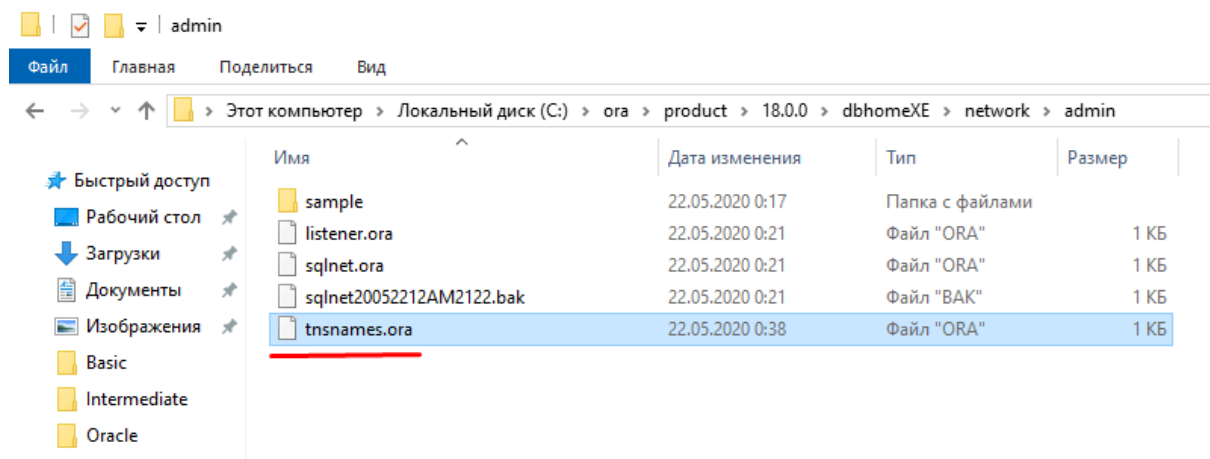 admin
Файл Главная Поделиться Вид
Этот компьютер > Локальный диск (C:) > ora > product > 18.0.0 > dbhomeXE > network > admin
Имя Дата изменения Тип Размер
Быстрый доступ
Рабочий стол
Загрузки
Документы
Изображения
Basic
Intermediate
Oracle
sample 22.05.2020 0:17 Папка с файлами
listener.ora 22.05.2020 0:21 Файл "ORA" 1 КБ
sqlnet.ora 22.05.2020 0:21 Файл "ORA" 1 КБ
sqlnet20052212AM2122.bak 22.05.2020 0:21 Файл "BAK" 1 КБ
tnsnames.ora 22.05.2020 0:38 Файл "ORA" 1 КБ